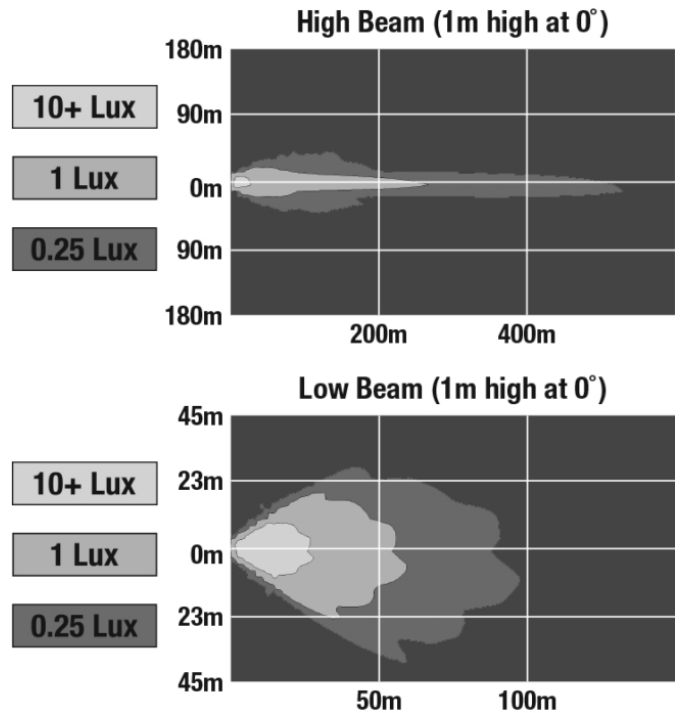 High Beam (1m high at 0°)
180m
10+ Lux
90m
1 Lux
0m
0.25 Lux
90m
180m
200m
400m
Low Beam (1m high at 0°)
45m
10+ Lux
23m
1 Lux
0m
0.25 Lux
23m
45m
50m
100m